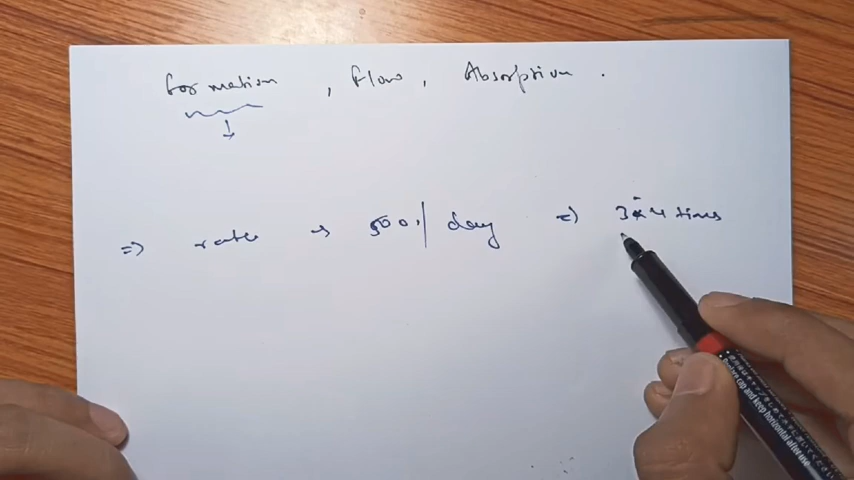 Formation , Flow , Absorption .
⇒ rate → 500 / day ⇒ 3-4 times